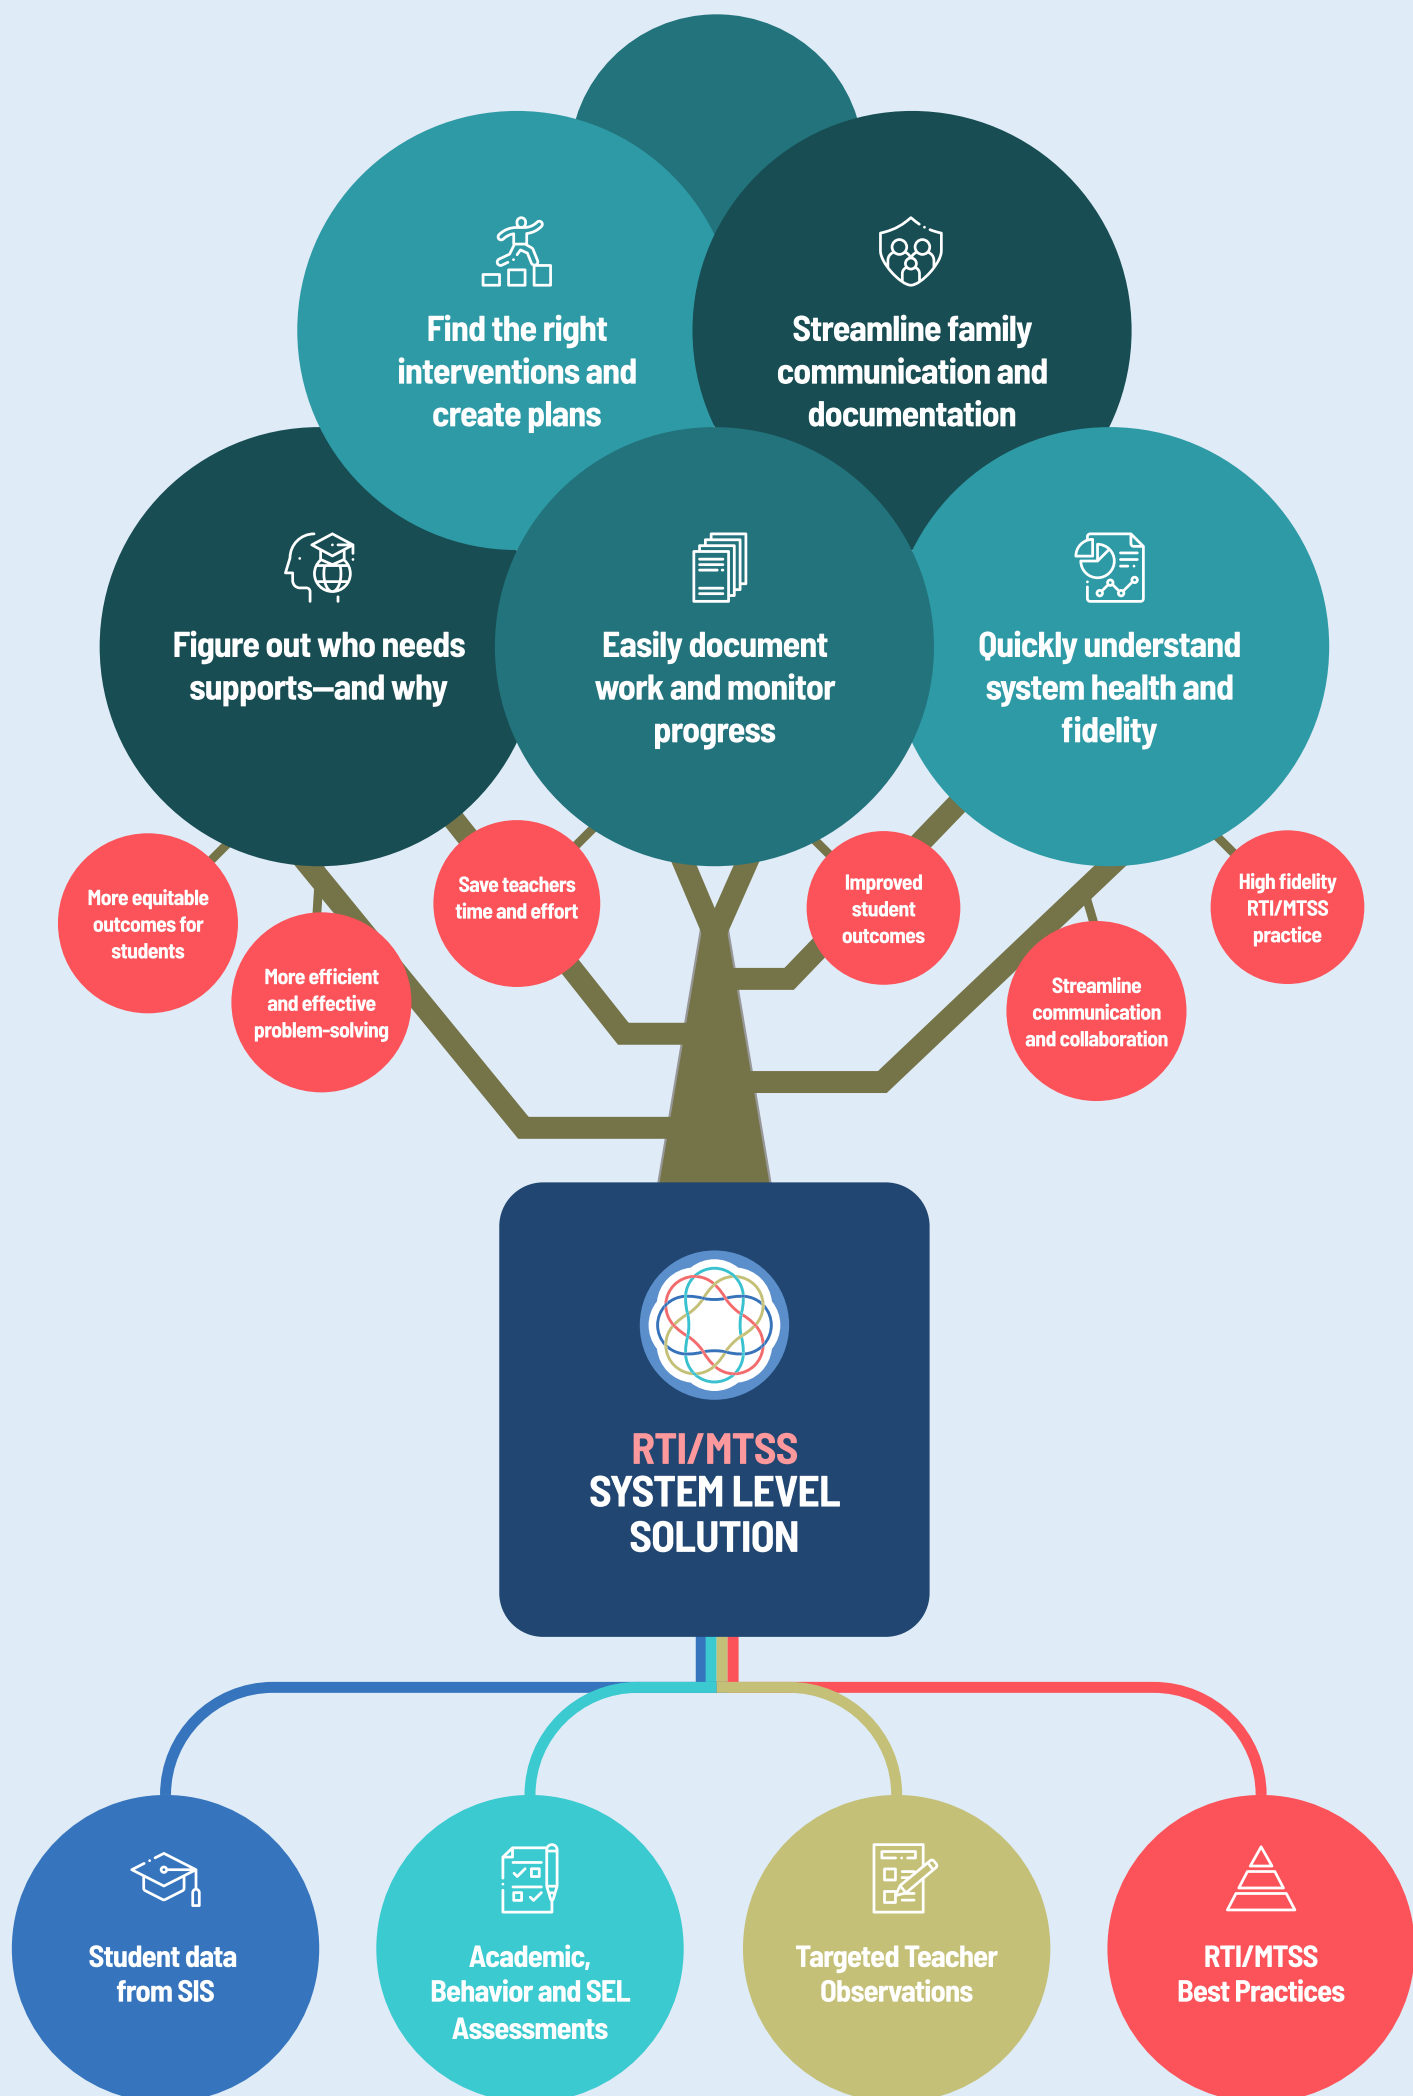 Find the right
interventions and
create plans
Streamline family
communication and
documentation
Figure out who needs
supports—and why
Easily document
work and monitor
progress
Quickly understand
system health and
fidelity
More equitable
outcomes for
students
More efficient
and effective
problem-solving
Save teachers
time and effort
Improved
student
outcomes
Streamline
communication
and collaboration
High fidelity
RTI/MTSS
practice
RTI/MTSS
SYSTEM LEVEL
SOLUTION
Student data
from SIS
Academic,
Behavior and SEL
Assessments
Targeted Teacher
Observations
RTI/MTSS
Best Practices